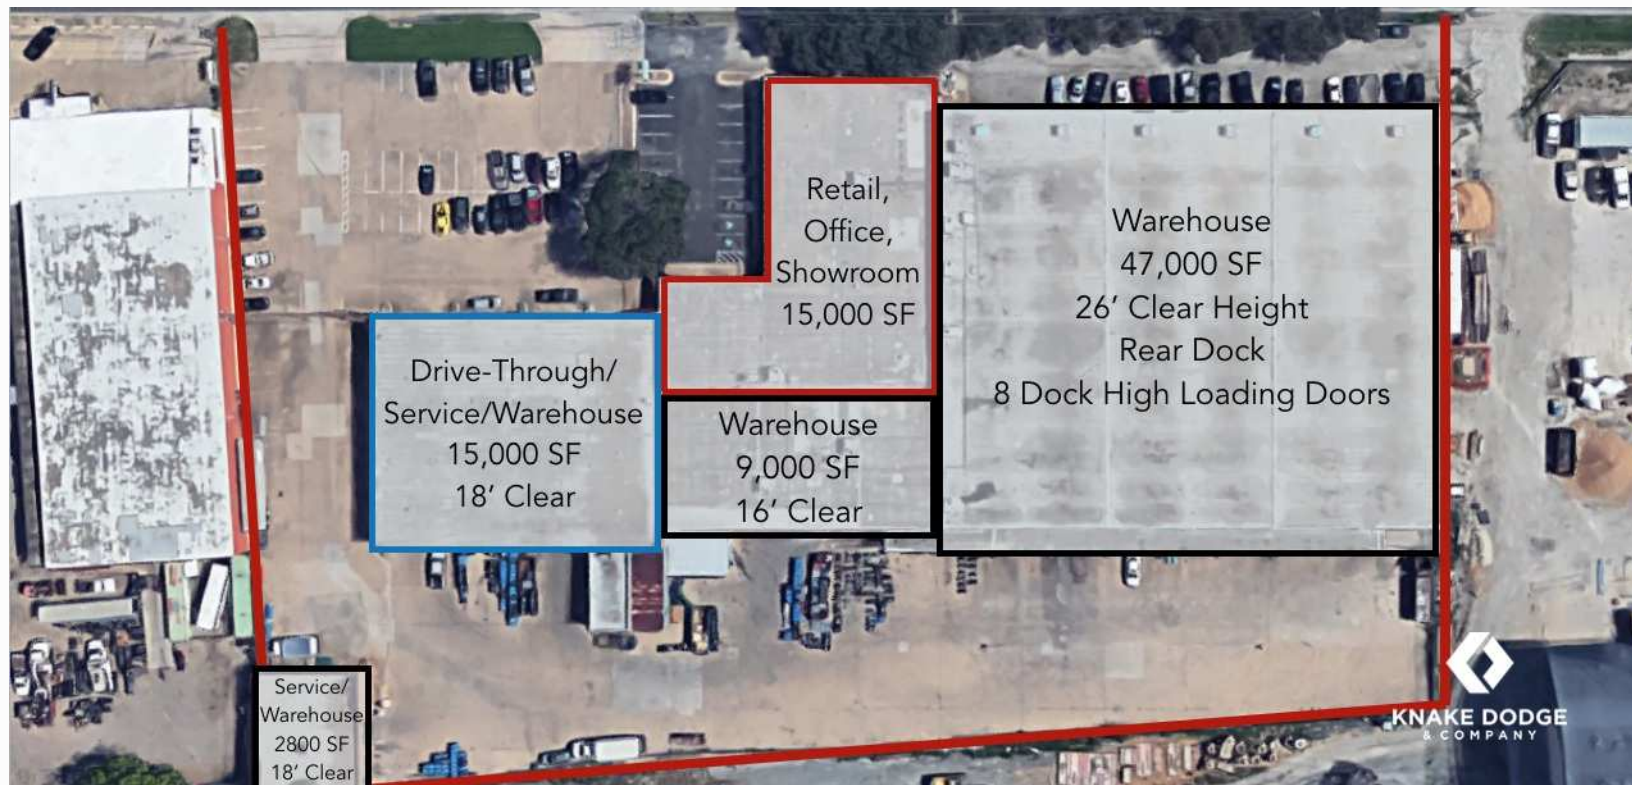 Retail,
Office,
Showroom
15,000 SF
Warehouse
47,000 SF
26’ Clear Height
Rear Dock
8 Dock High Loading Doors
Drive-Through/
Service/Warehouse
15,000 SF
18’ Clear
Warehouse
9,000 SF
16’ Clear
Service/
Warehouse
2800 SF
18’ Clear
KNAKE DODGE
& COMPANY